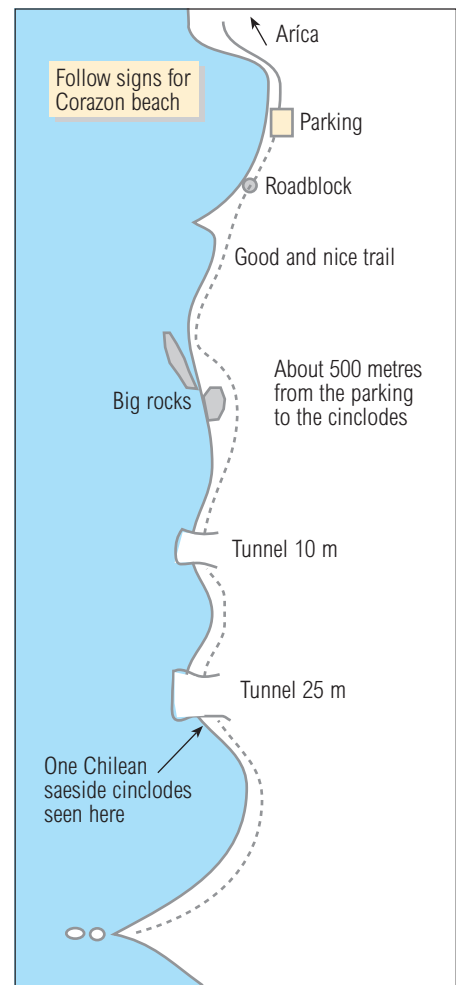 Aríca
Follow signs for
Corazon beach
Parking
Roadblock
Good and nice trail
About 500 metres
from the parking
to the cinclodes
Big rocks
Tunnel 10 m
Tunnel 25 m
One Chilean
saeside cinclodes
seen here